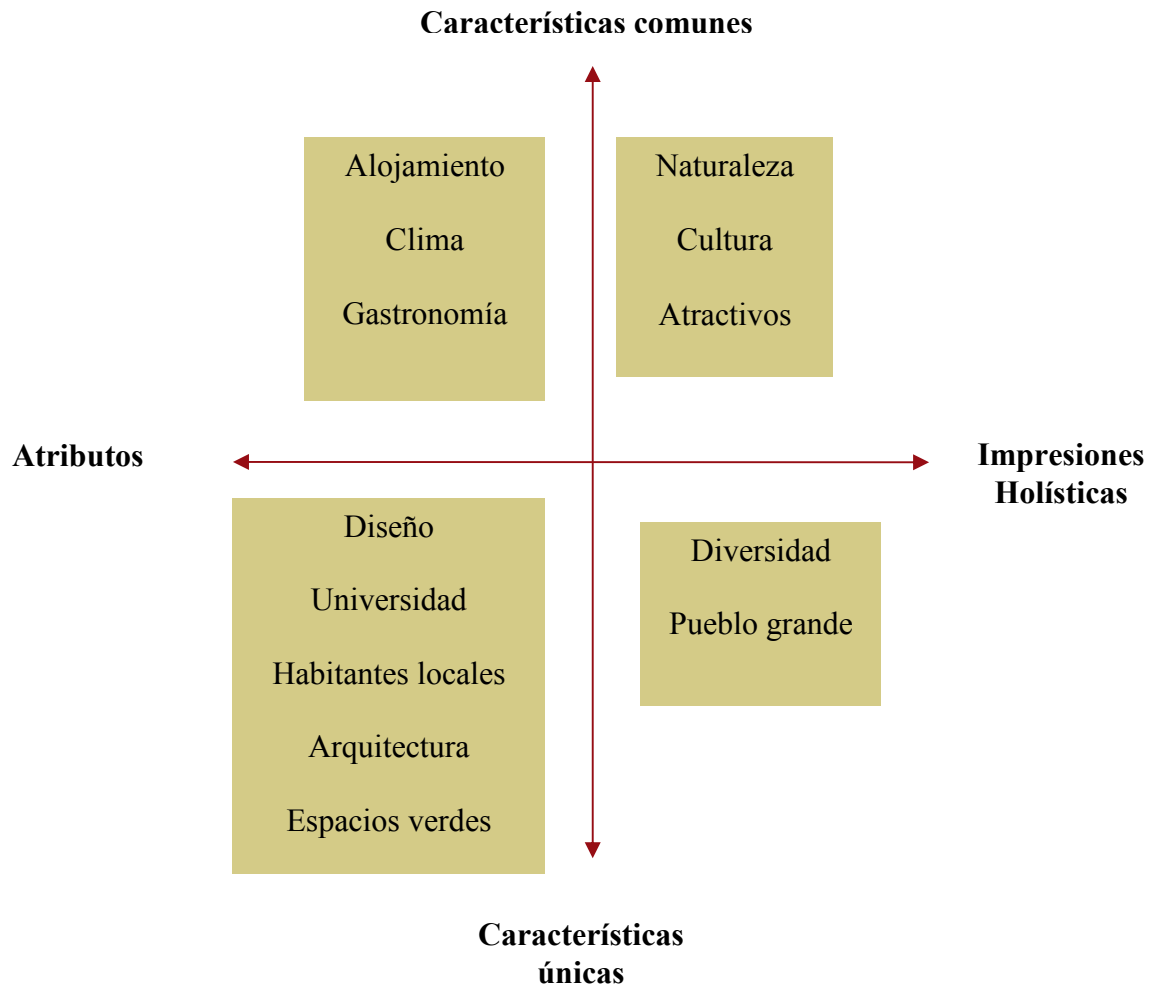 Características comunes
Alojamiento
Clima
Gastronomía
Naturaleza
Cultura
Atractivos
Atributos
Impresiones
Holísticas
Diseño
Universidad
Habitantes locales
Arquitectura
Espacios verdes
Diversidad
Pueblo grande
Características
únicas